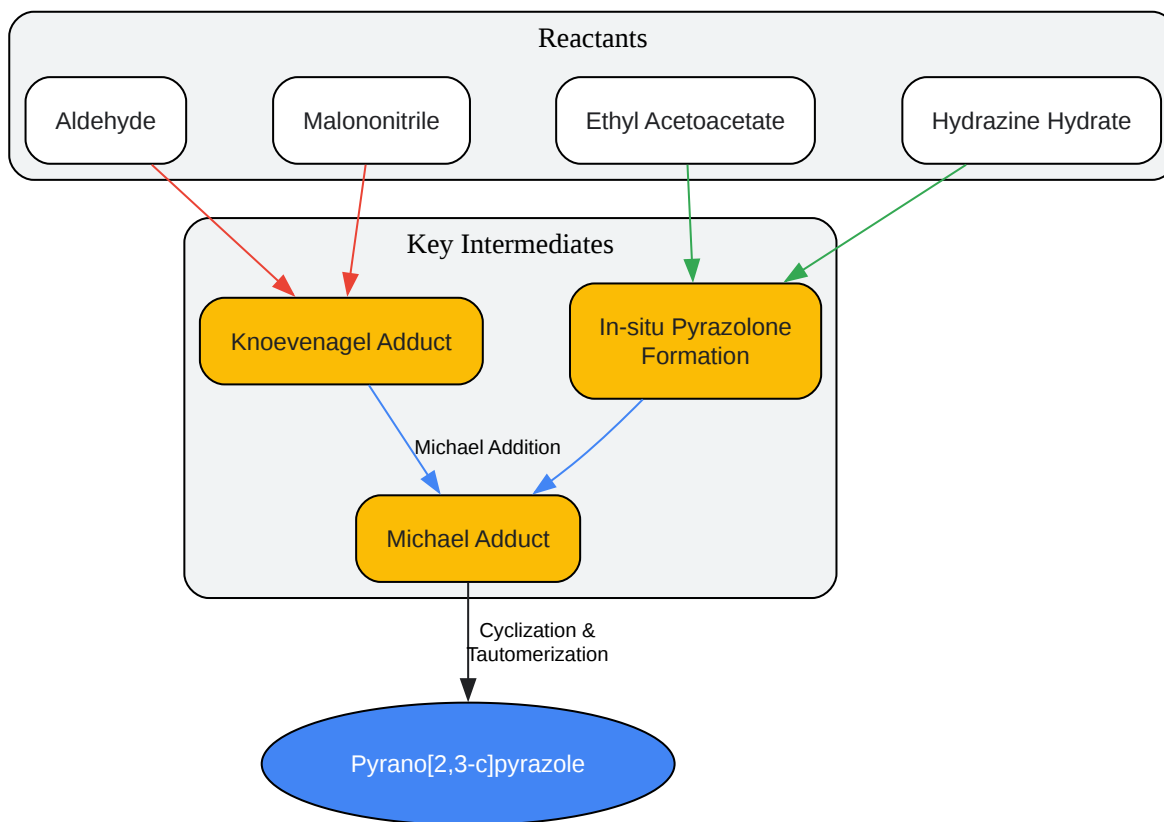 Reactants
Aldehyde
Malononitrile
Ethyl Acetoacetate
Hydrazine Hydrate
Key Intermediates
Knoevenagel Adduct
In-situ Pyrazolone
Formation
Michael Addition
Michael Adduct
Cyclization &
Tautomerization
Pyrano[2,3-c]pyrazole